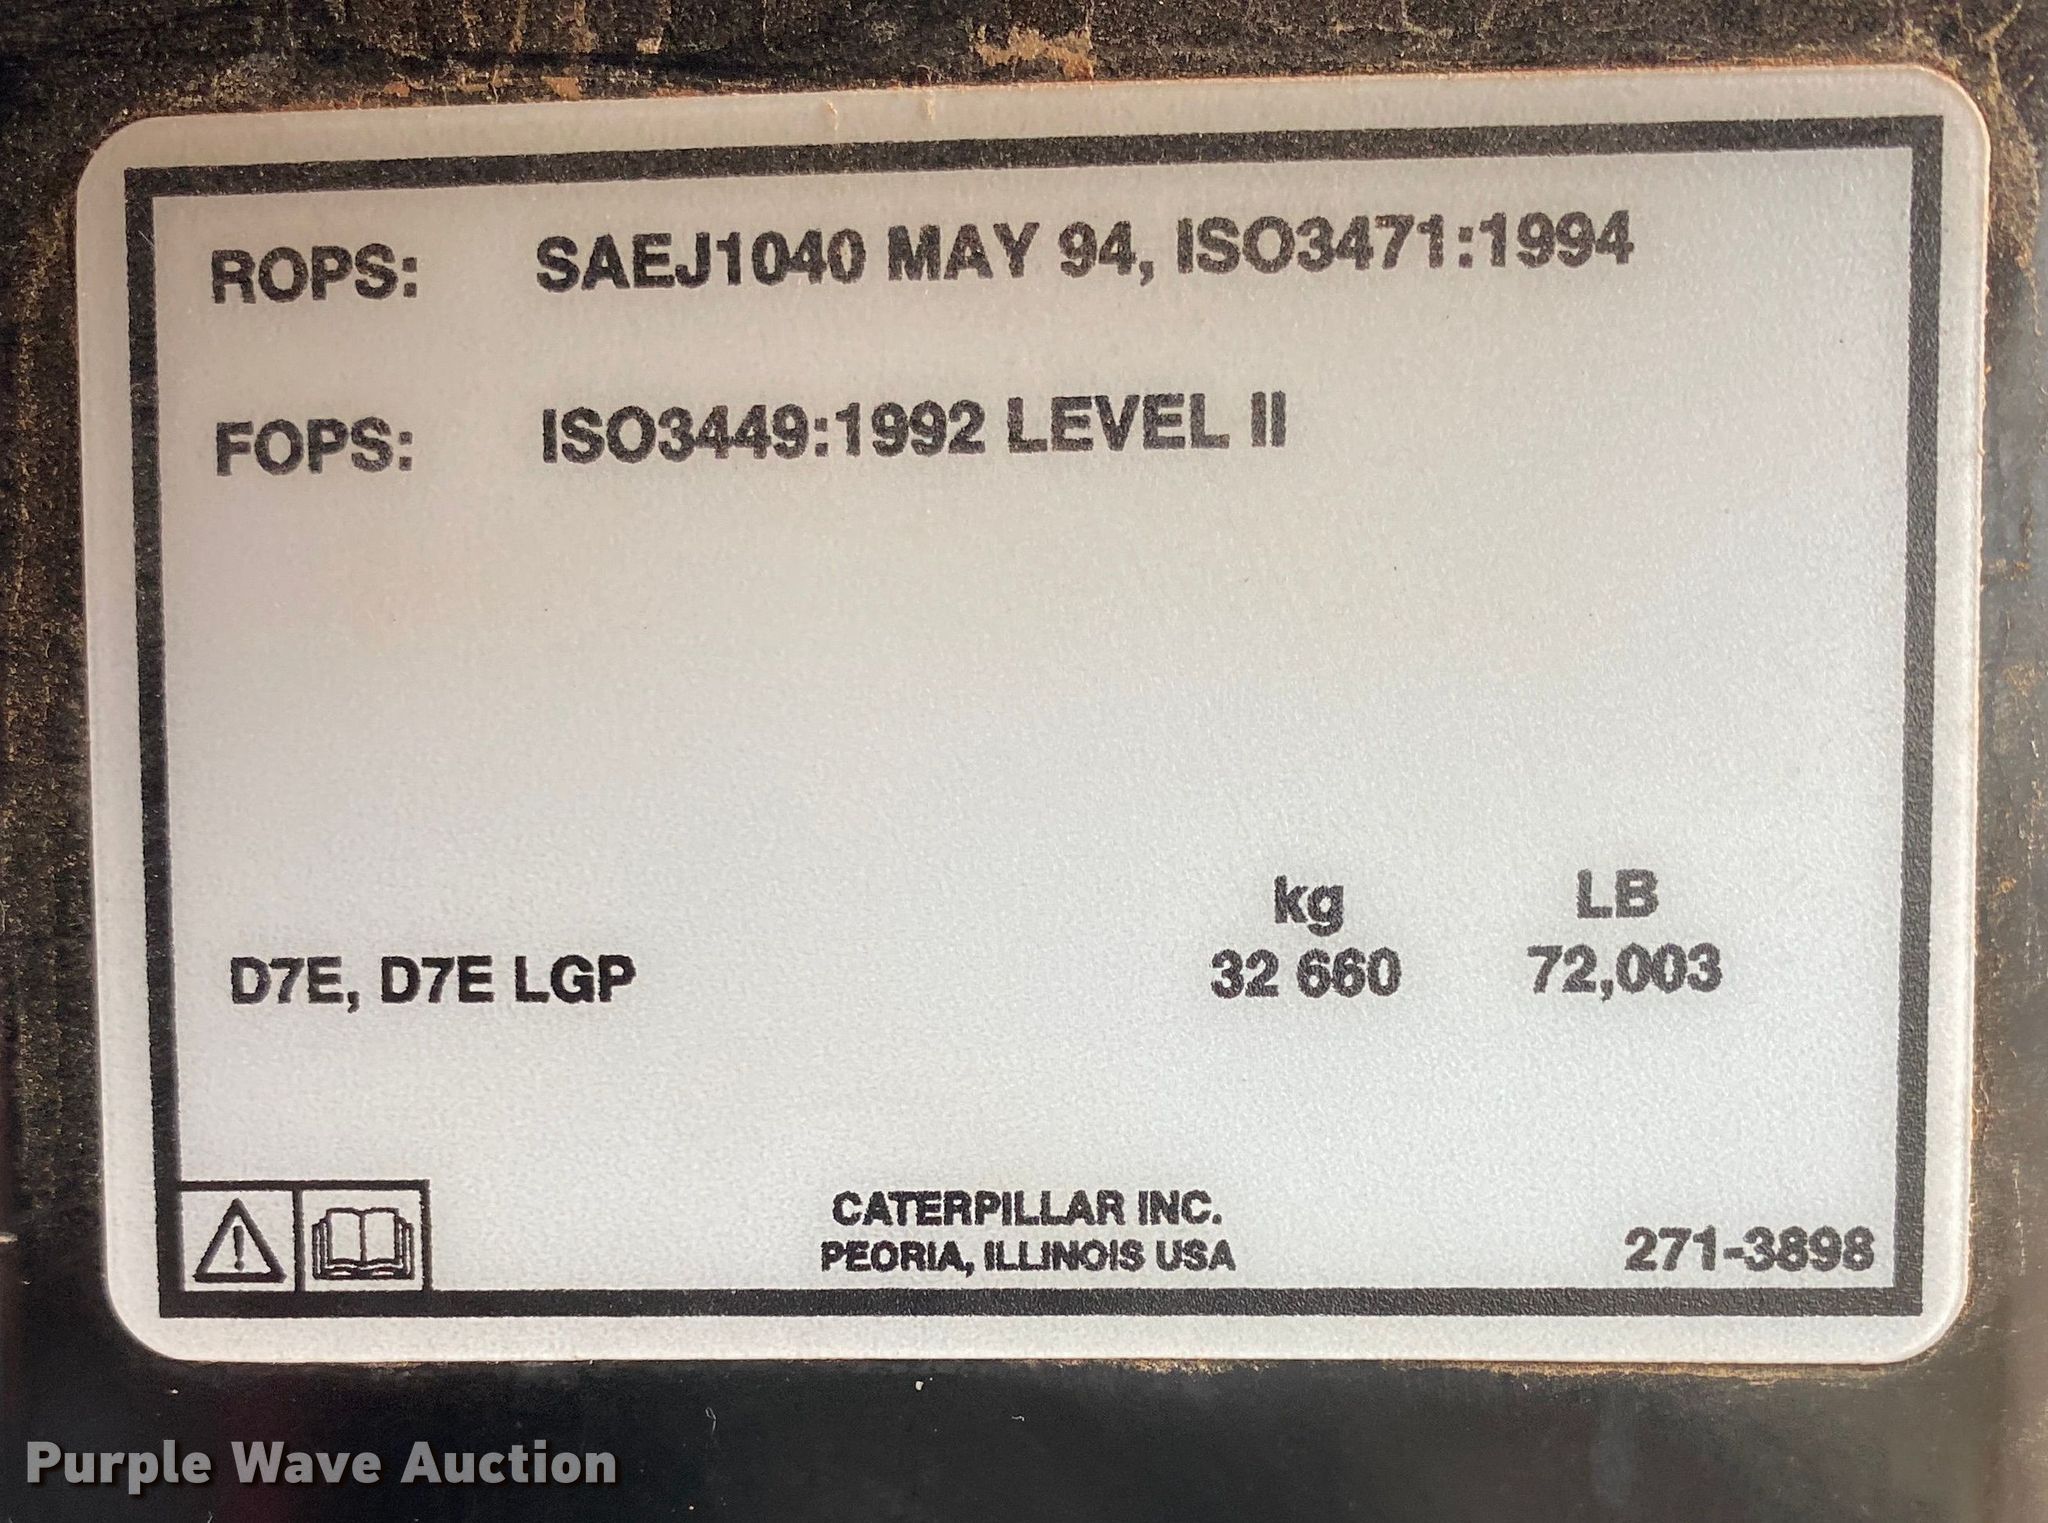 ROPS: SAEJ1040 MAY 94, ISO3471:1994
FOPS: ISO3449:1992 LEVEL II
kg LB
D7E, D7E LGP 32 660 72,003
CATERPILLAR INC.
PEORIA, ILLINOIS USA
271-3898
Purple Wave Auction